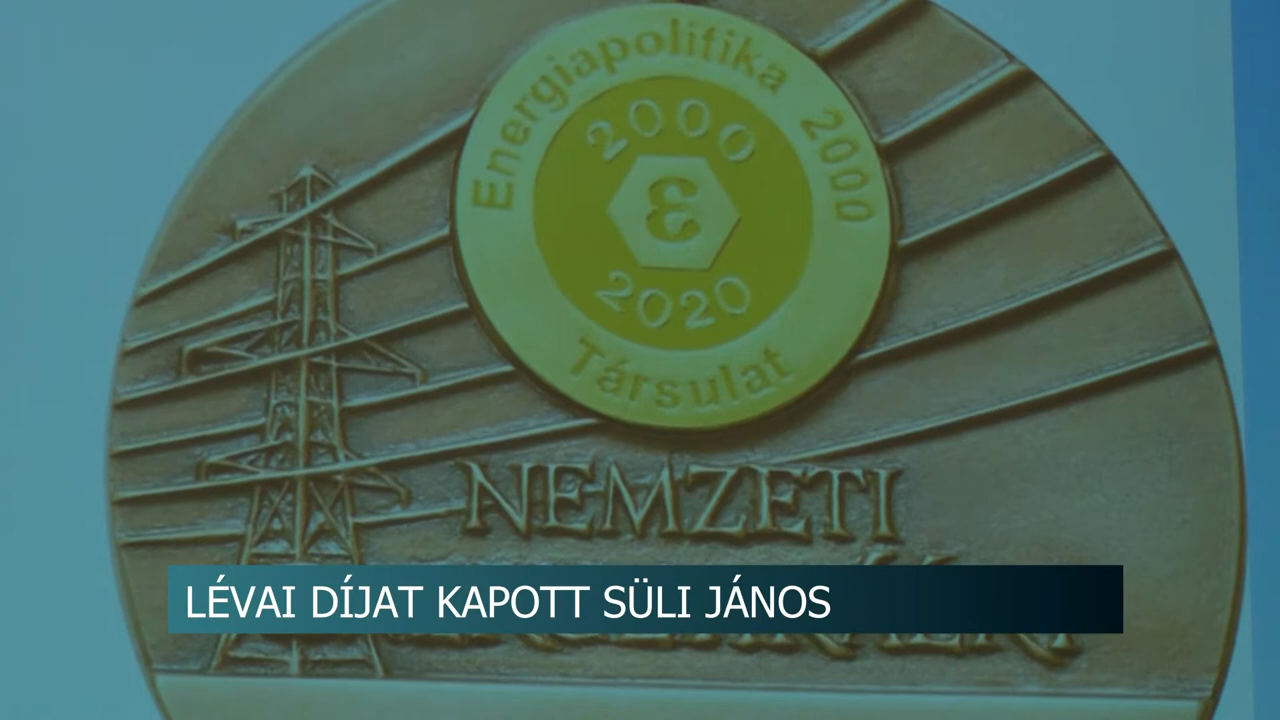 Energiapolitika 2000
2000
ε
2020
Társulat
NEMZETI
LÉVAI DÍJAT KAPOTT SÜLI JÁNOS